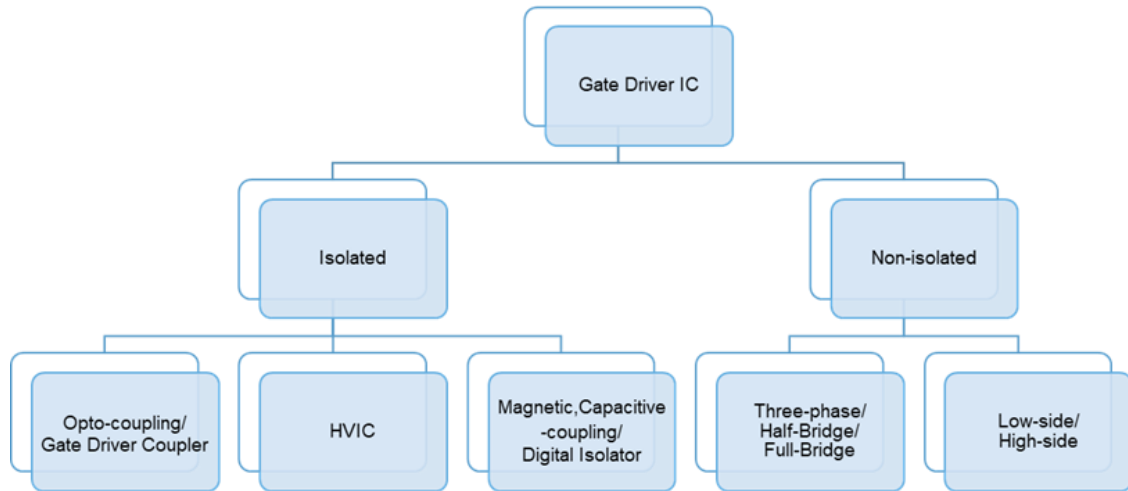 Gate Driver IC
Isolated
Non-isolated
Opto-coupling/
Gate Driver Coupler
HVIC
Magnetic,Capacitive
-coupling/
Digital Isolator
Three-phase/
Half-Bridge/
Full-Bridge
Low-side/
High-side